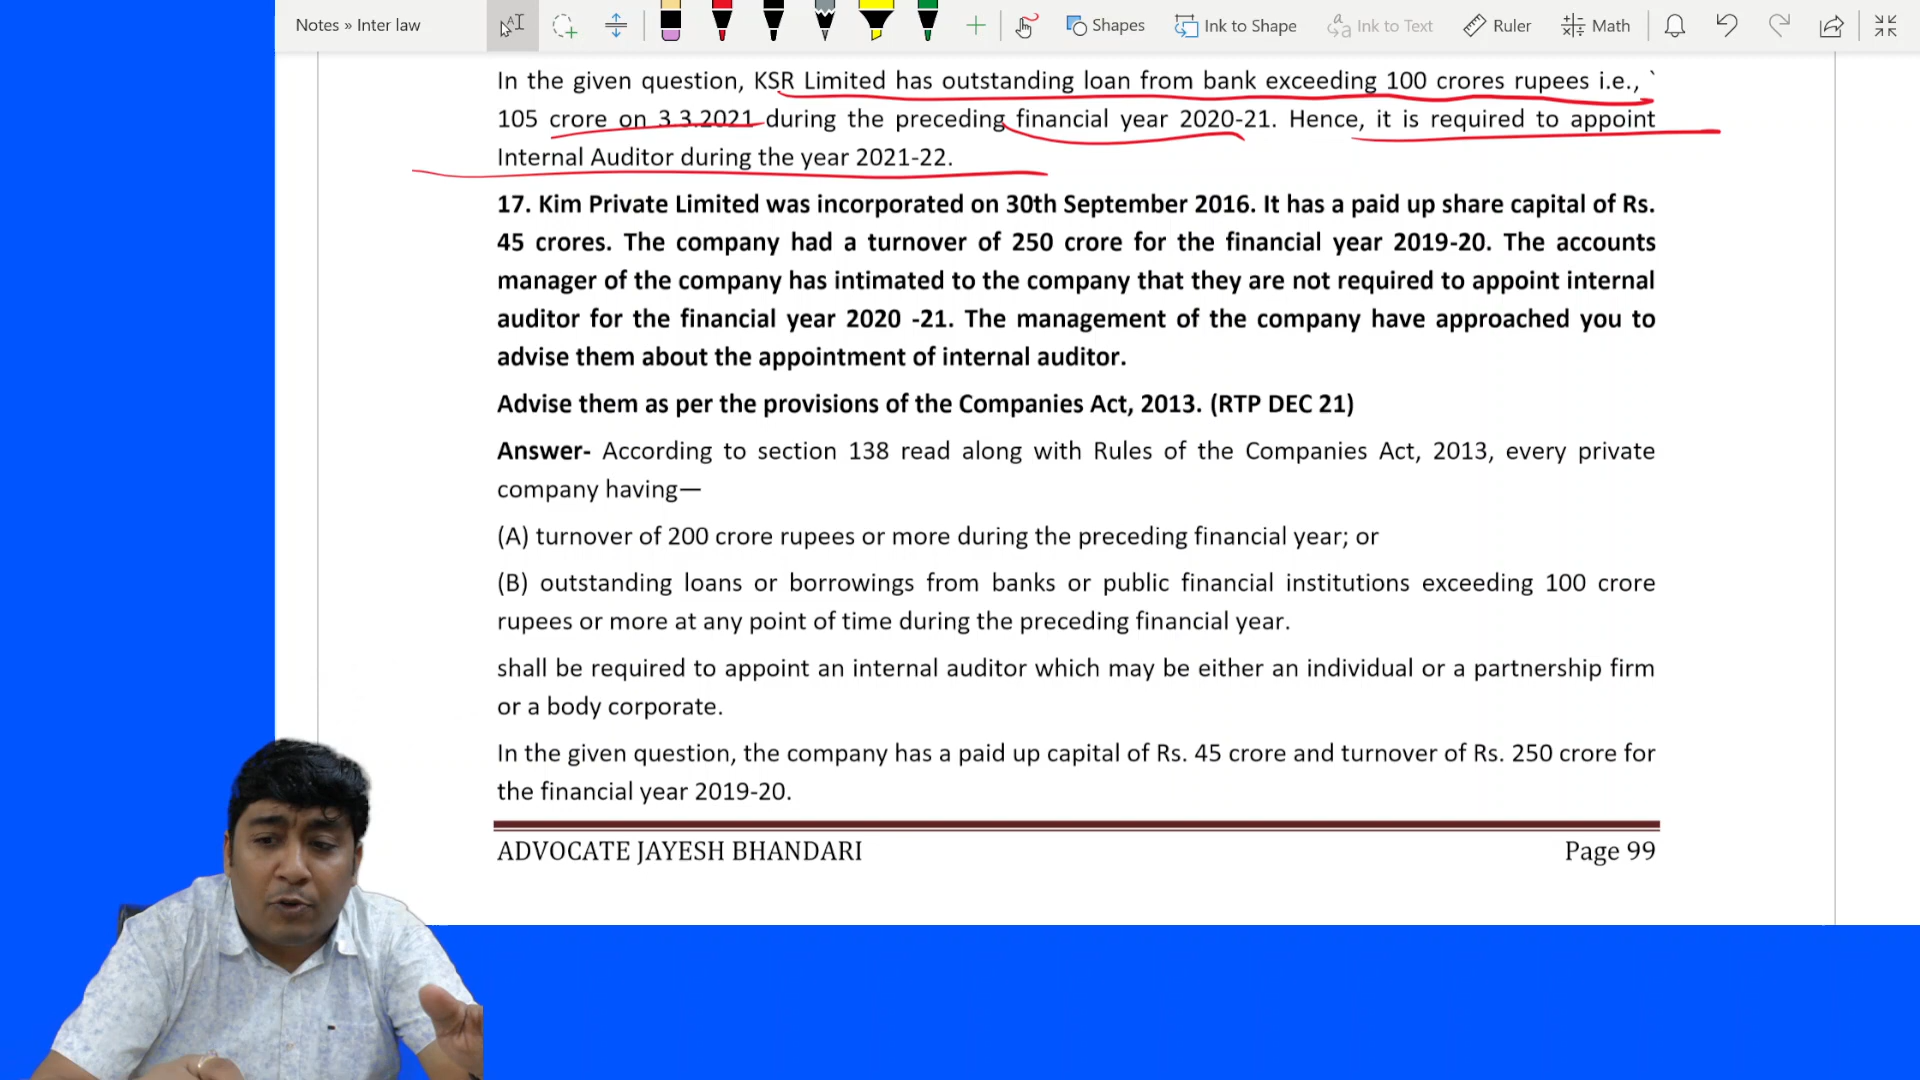 Notes » Inter law
Shapes
Ink to Shape
Ink to Text
Ruler
Math
In the given question, KSR Limited has outstanding loan from bank exceeding 100 crores rupees i.e., `
105 crore on 3.3.2021 during the preceding financial year 2020-21. Hence, it is required to appoint
Internal Auditor during the year 2021-22.
17. Kim Private Limited was incorporated on 30th September 2016. It has a paid up share capital of Rs.
45 crores. The company had a turnover of 250 crore for the financial year 2019-20. The accounts
manager of the company has intimated to the company that they are not required to appoint internal
auditor for the financial year 2020 -21. The management of the company have approached you to
advise them about the appointment of internal auditor.
Advise them as per the provisions of the Companies Act, 2013. (RTP DEC 21)
Answer- According to section 138 read along with Rules of the Companies Act, 2013, every private
company having—
(A) turnover of 200 crore rupees or more during the preceding financial year; or
(B) outstanding loans or borrowings from banks or public financial institutions exceeding 100 crore
rupees or more at any point of time during the preceding financial year.
shall be required to appoint an internal auditor which may be either an individual or a partnership firm
or a body corporate.
In the given question, the company has a paid up capital of Rs. 45 crore and turnover of Rs. 250 crore for
the financial year 2019-20.
ADVOCATE JAYESH BHANDARI
Page 99